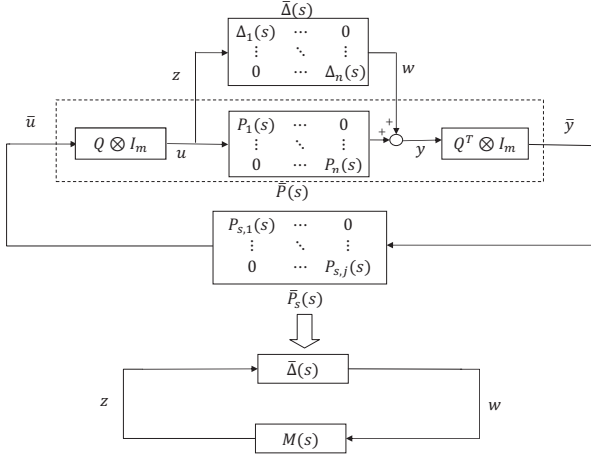 Δ̄(s)
Δ₁(s) ⋯ 0
⋮ ⋱ ⋮
0 ⋯ Δₙ(s)
z
w
ū
Q ⊗ Iₘ
u
P₁(s) ⋯ 0
⋮ ⋱ ⋮
0 ⋯ Pₙ(s)
+
+
y
Qᵀ ⊗ Iₘ
ȳ
P̄(s)
Pₛ,₁(s) ⋯ 0
⋮ ⋱ ⋮
0 ⋯ Pₛ,ⱼ(s)
P̄ₛ(s)
Δ̄(s)
z
w
M(s)